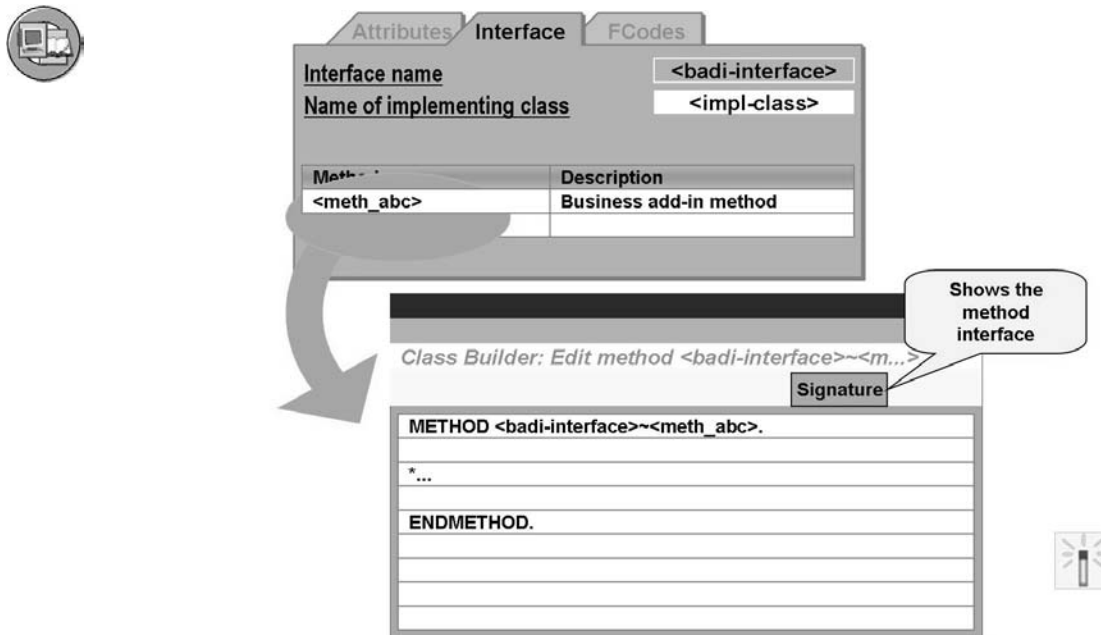 Attributes Interface FCodes
Interface name <badi-interface>
Name of implementing class <impl-class>
Description
<meth_abc> Business add-in method
Shows the
method
interface
Class Builder: Edit method <badi-interface>~<m...>
Signature
METHOD <badi-interface>~<meth_abc>.
*...
ENDMETHOD.